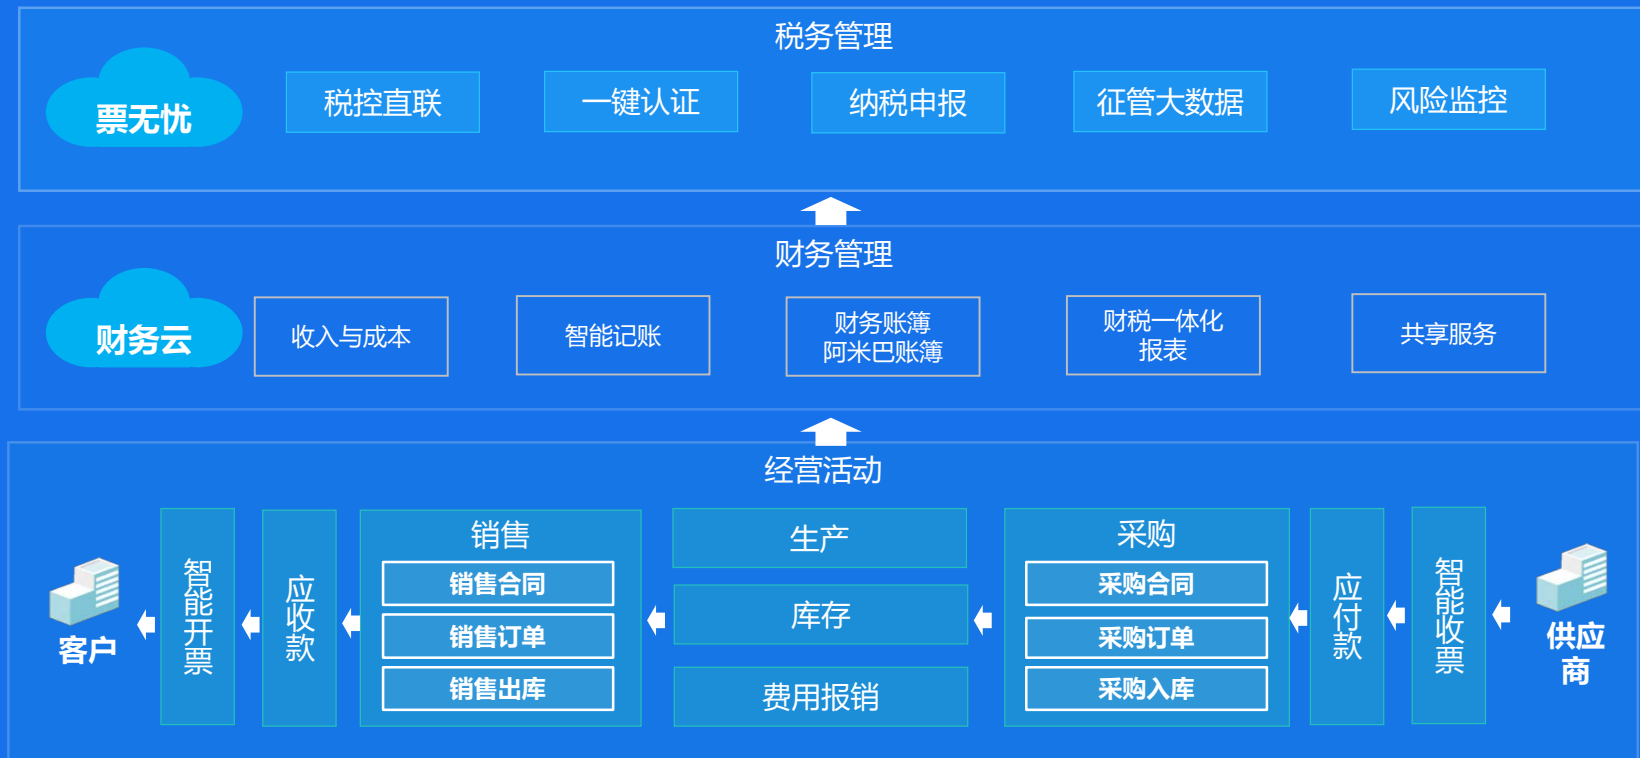 税务管理
票无忧
税控直联
一键认证
纳税申报
征管大数据
风险监控
财务管理
财务云
收入与成本
智能记账
财务账簿
阿米巴账簿
财税一体化
报表
共享服务
经营活动
客户
智能开票
应收款
销售
销售合同
销售订单
销售出库
生产
库存
费用报销
采购
采购合同
采购订单
采购入库
应付款
智能收票
供应
商